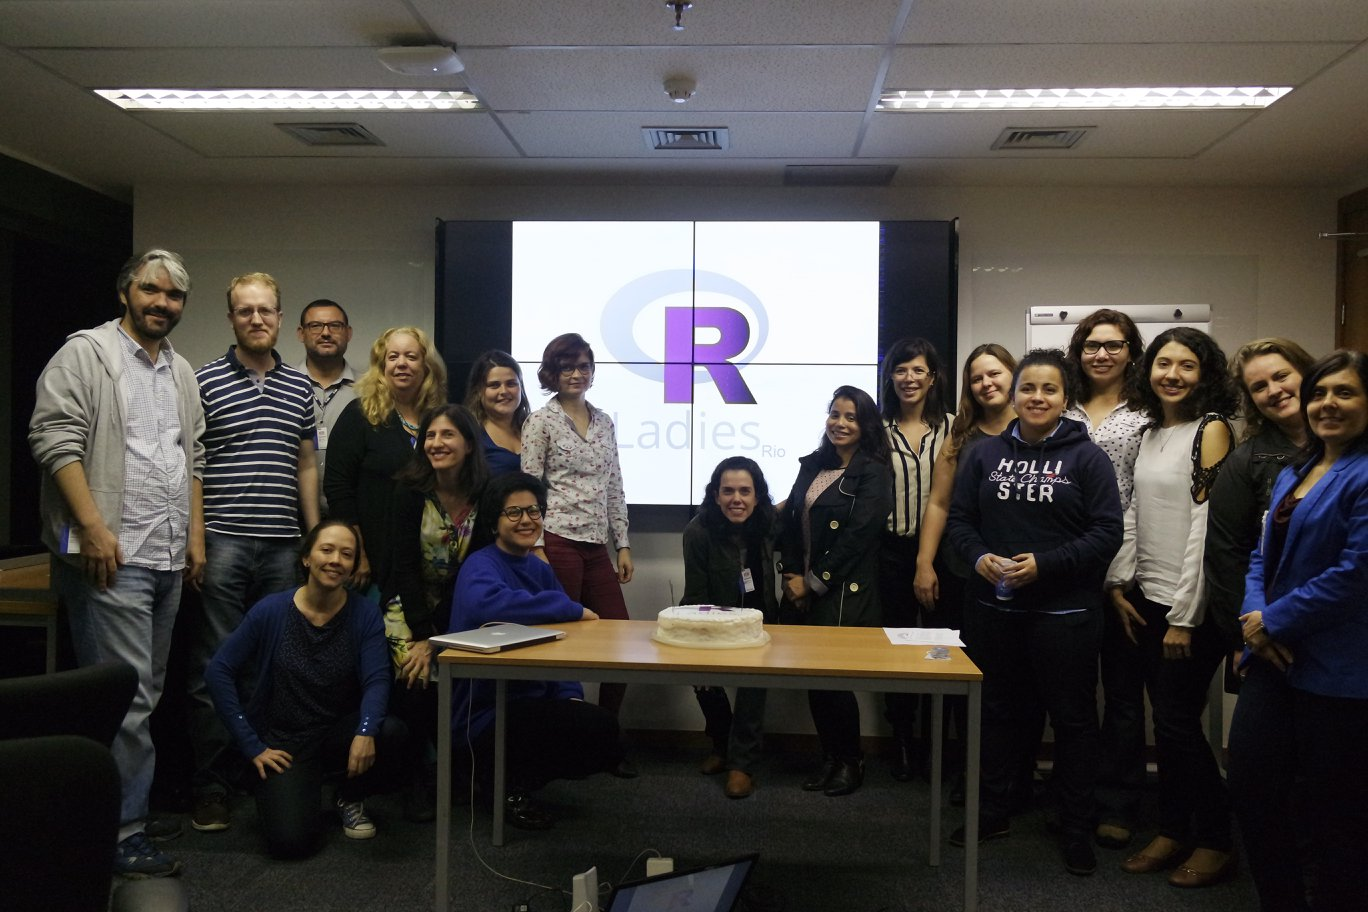 R
Ladies
Rio
HOLLI
State Champs
STER